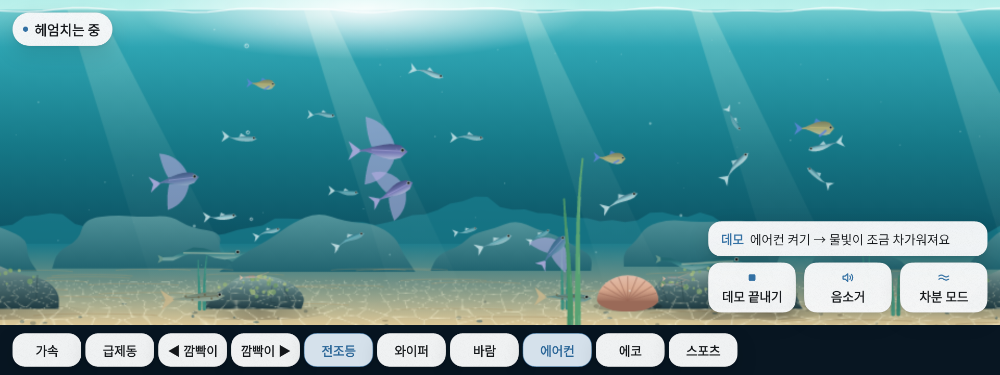 헤엄치는 중
데모 에어컨 켜기 → 물빛이 조금 차가워져요
데모 끝내기
음소거
차분 모드
가속
급제동
◀ 깜빡이
깜빡이 ▶
전조등
와이퍼
바람
에어컨
에코
스포츠